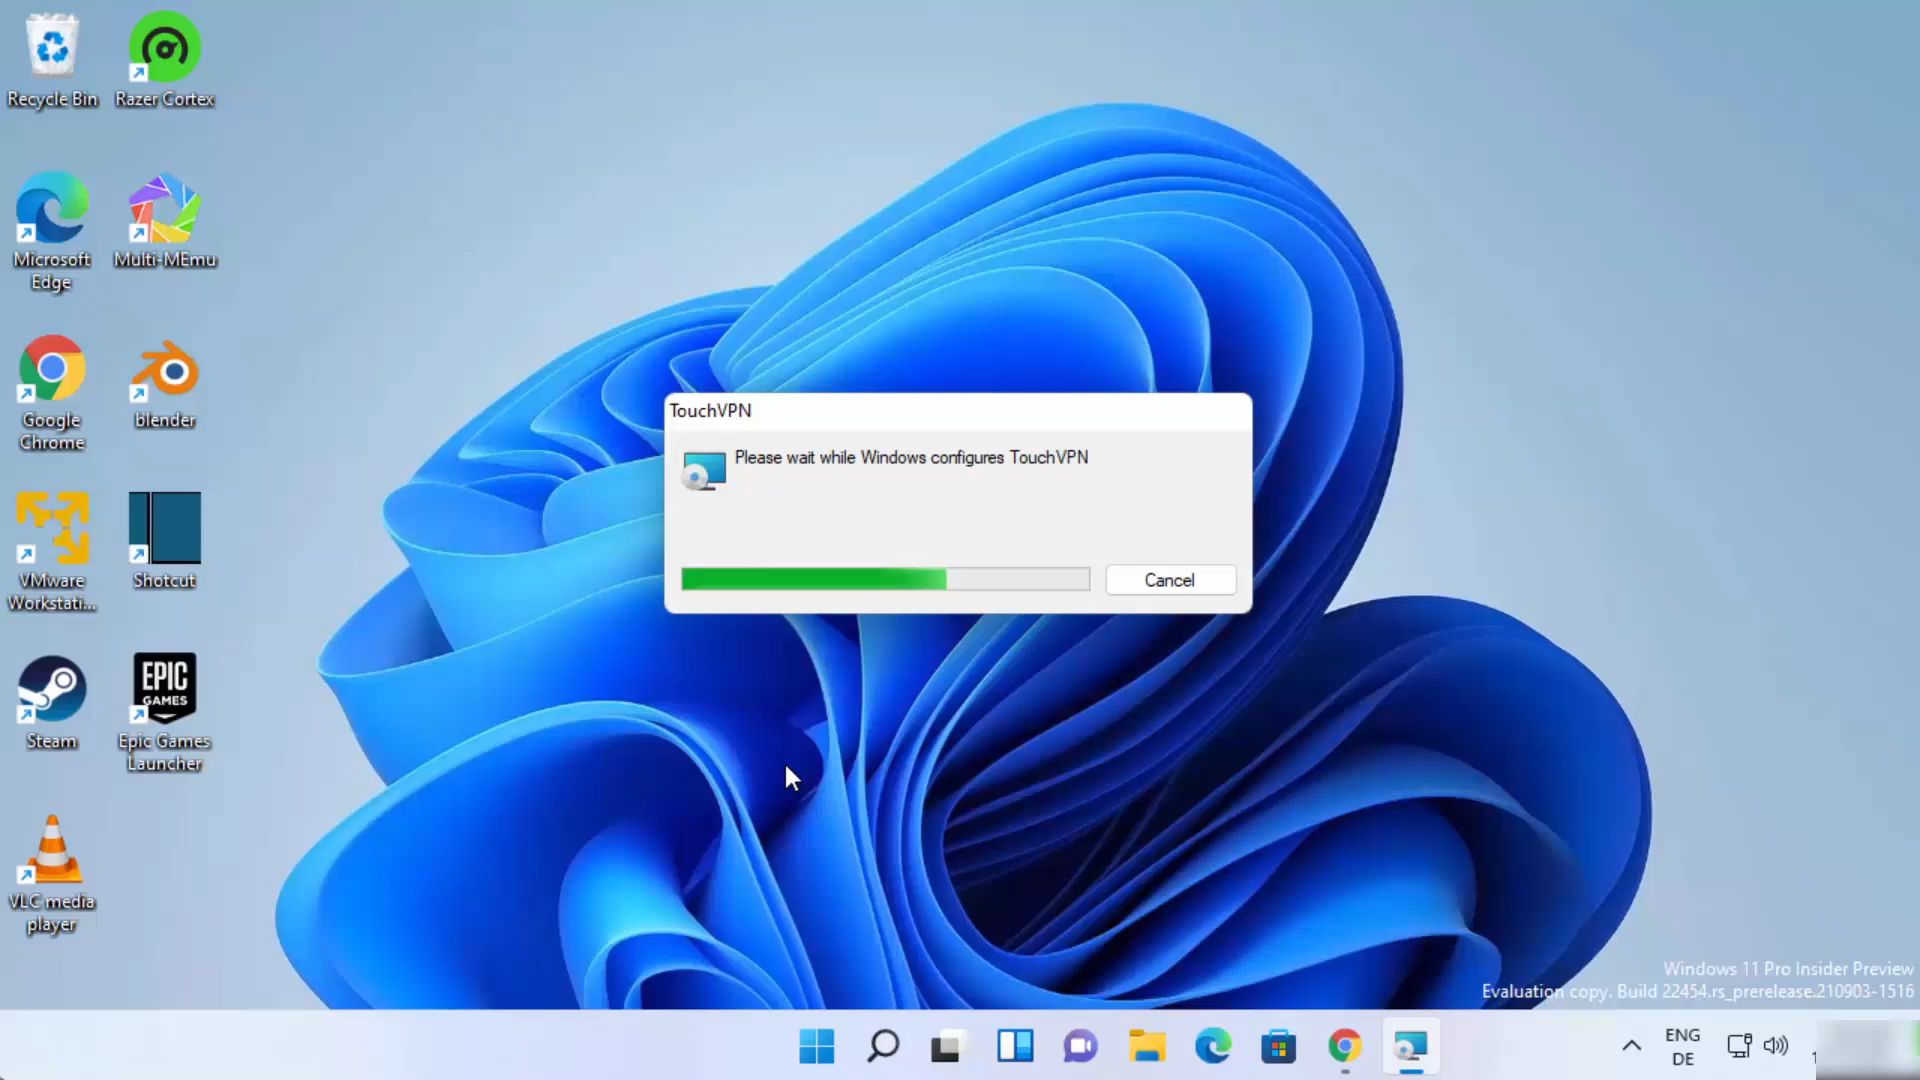 Recycle Bin
Razer Cortex
Microsoft
Edge
Multi-MEmu
Google
Chrome
blender
VMware
Workstati...
Shotcut
Steam
EPIC
GAMES
Epic Games
Launcher
VLC media
player
TouchVPN
Please wait while Windows configures TouchVPN
Cancel
Windows 11 Pro Insider Preview
Evaluation copy. Build 22454.rs_prerelease.210903-1516
ENG
DE